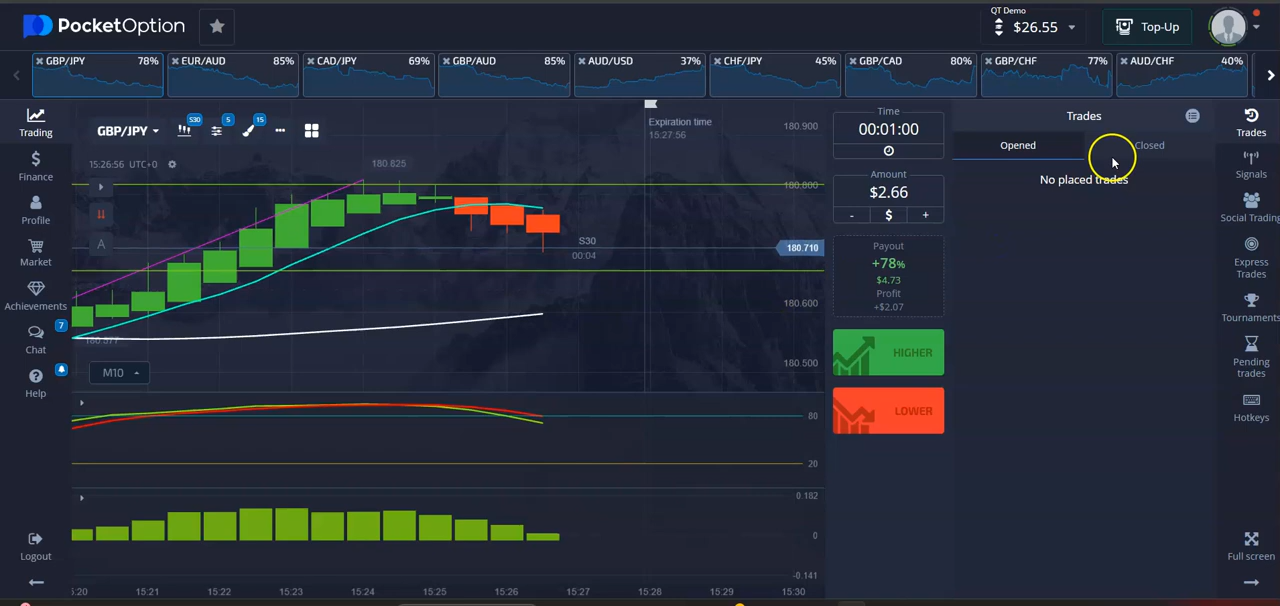 PocketOption
QT Demo
$26.55
Top-Up
GBP/JPY 78%
EUR/AUD 85%
CAD/JPY 69%
GBP/AUD 85%
AUD/USD 37%
CHF/JPY 45%
GBP/CAD 80%
GBP/CHF 77%
AUD/CHF 40%
Trading
Finance
Profile
Market
Achievements
7
Chat
Help
Logout
GBP/JPY
S30
5
15
15:26:56 UTC+0
180.825
A
M10
Expiration time
15:27:56
S30
00:04
180.900
180.800
180.710
180.600
180.500
80
20
0.182
0
-0.141
15:21
15:22
15:23
15:24
15:25
15:26
15:27
15:28
15:29
15:30
Time
00:01:00
Amount
$2.66
- $ +
Payout
+78%
$4.73
Profit
+$2.07
HIGHER
LOWER
Trades
Opened
Closed
No placed trades
Trades
Signals
Social Trading
Express
Trades
Tournaments
Pending
trades
Hotkeys
Full screen